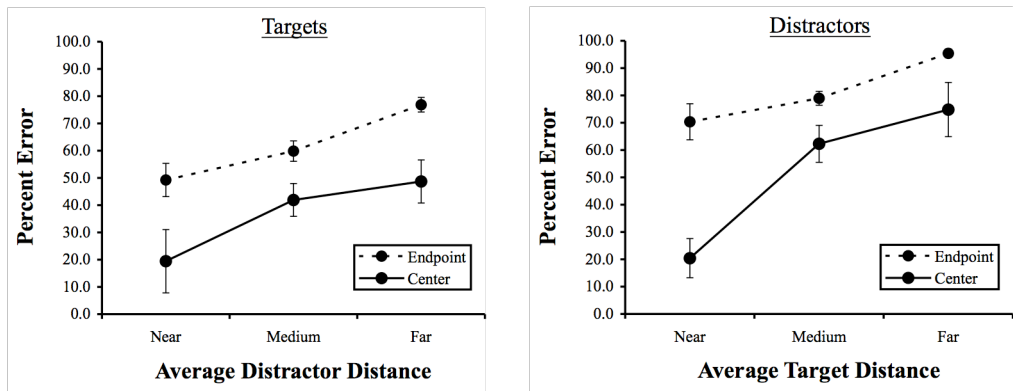 Targets
100.0
90.0
80.0
70.0
60.0
50.0
40.0
30.0
20.0
10.0
0.0
Percent Error
Endpoint
Center
Near Medium Far
Average Distractor Distance
Distractors
100.0
90.0
80.0
70.0
60.0
50.0
40.0
30.0
20.0
10.0
0.0
Percent Error
Endpoint
Center
Near Medium Far
Average Target Distance